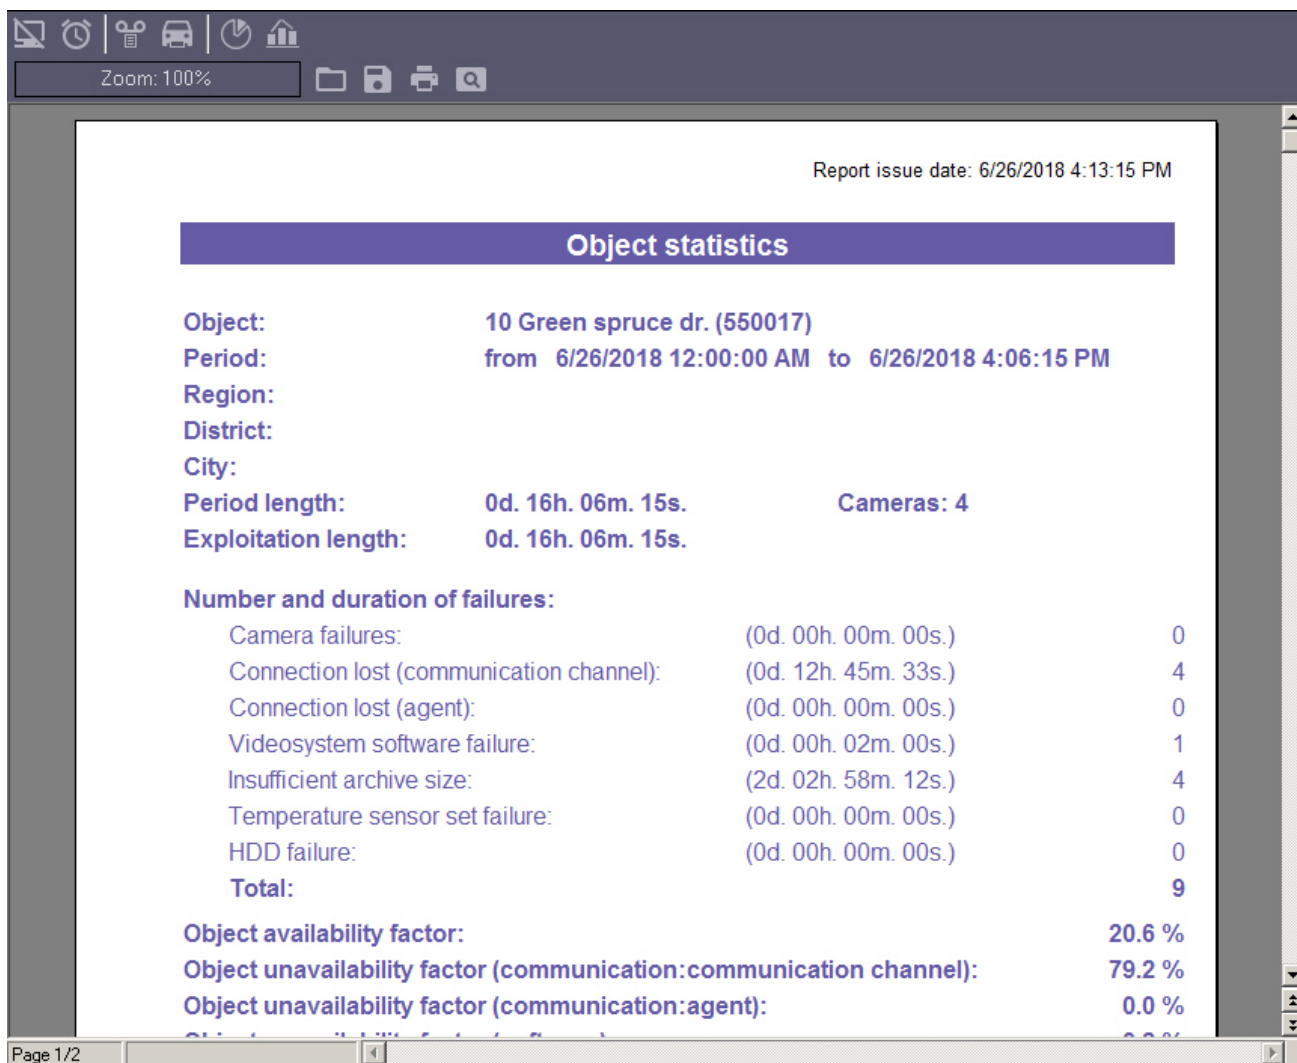 Zoom: 100%
Report issue date: 6/26/2018 4:13:15 PM
Object statistics
Object: 10 Green spruce dr. (550017)
Period: from 6/26/2018 12:00:00 AM to 6/26/2018 4:06:15 PM
Region:
District:
City:
Period length: 0d. 16h. 06m. 15s. Cameras: 4
Exploitation length: 0d. 16h. 06m. 15s.
Number and duration of failures:
Camera failures: (0d. 00h. 00m. 00s.) 0
Connection lost (communication channel): (0d. 12h. 45m. 33s.) 4
Connection lost (agent): (0d. 00h. 00m. 00s.) 0
Videosystem software failure: (0d. 00h. 02m. 00s.) 1
Insufficient archive size: (2d. 02h. 58m. 12s.) 4
Temperature sensor set failure: (0d. 00h. 00m. 00s.) 0
HDD failure: (0d. 00h. 00m. 00s.) 0
Total: 9
Object availability factor: 20.6 %
Object unavailability factor (communication:communication channel): 79.2 %
Object unavailability factor (communication:agent): 0.0 %
Page 1/2